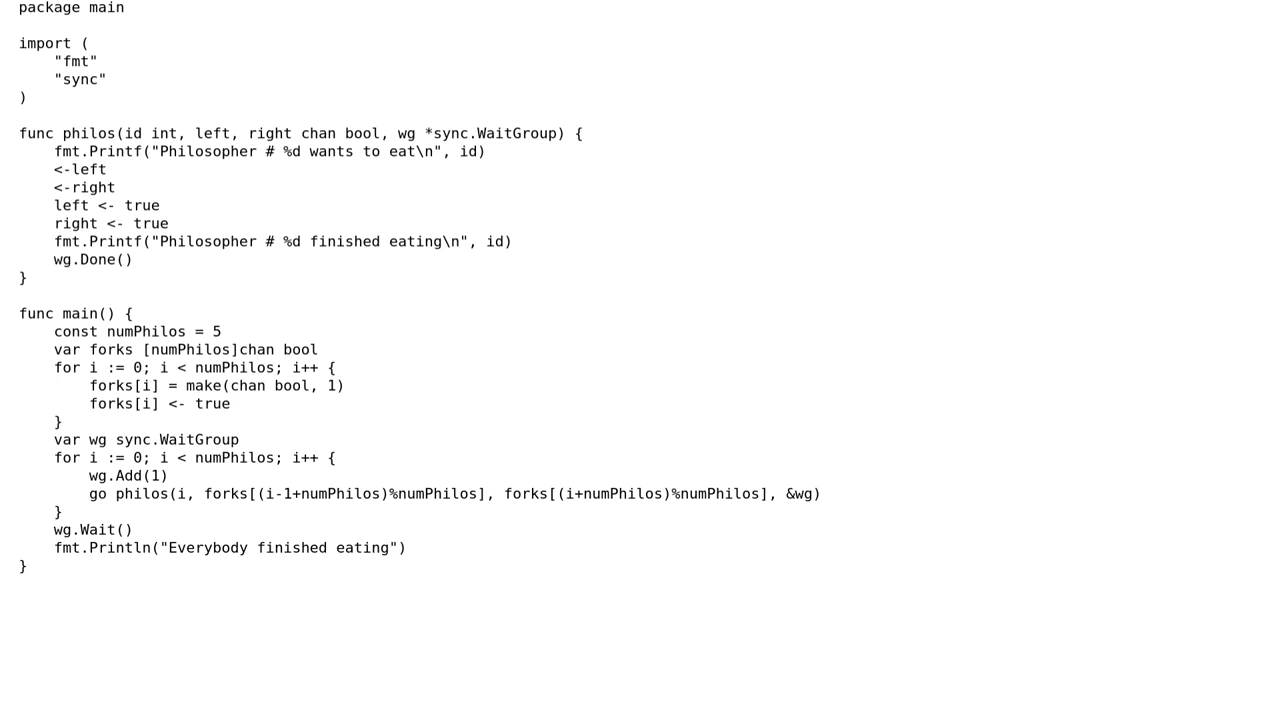 package main

import (
    "fmt"
    "sync"
)

func philos(id int, left, right chan bool, wg *sync.WaitGroup) {
    fmt.Printf("Philosopher # %d wants to eat\n", id)
    <-left
    <-right
    left <- true
    right <- true
    fmt.Printf("Philosopher # %d finished eating\n", id)
    wg.Done()
}

func main() {
    const numPhilos = 5
    var forks [numPhilos]chan bool
    for i := 0; i < numPhilos; i++ {
        forks[i] = make(chan bool, 1)
        forks[i] <- true
    }
    var wg sync.WaitGroup
    for i := 0; i < numPhilos; i++ {
        wg.Add(1)
        go philos(i, forks[(i-1+numPhilos)%numPhilos], forks[(i+numPhilos)%numPhilos], &wg)
    }
    wg.Wait()
    fmt.Println("Everybody finished eating")
}